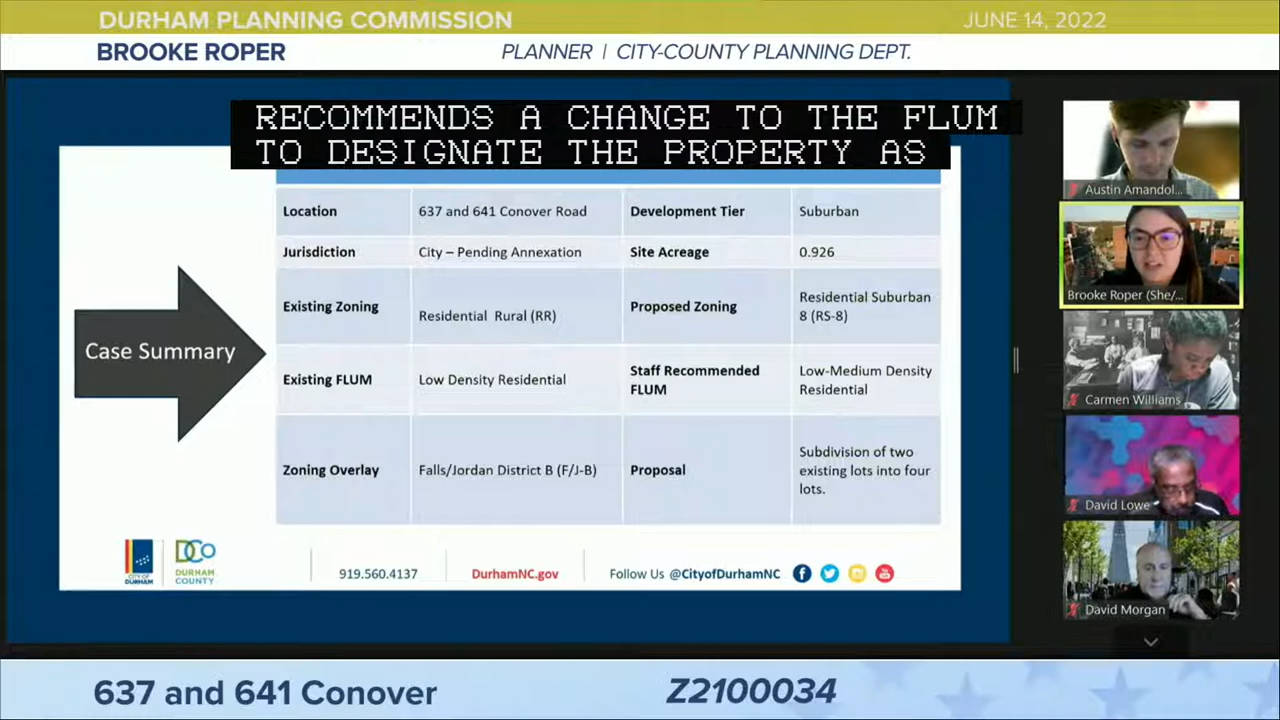 DURHAM PLANNING COMMISSION
JUNE 14, 2022
BROOKE ROPER
PLANNER | CITY-COUNTY PLANNING DEPT.
RECOMMENDS A CHANGE TO THE FLUM
TO DESIGNATE THE PROPERTY AS
Case Summary
Location
637 and 641 Conover Road
Development Tier
Suburban
Jurisdiction
City – Pending Annexation
Site Acreage
0.926
Existing Zoning
Residential Rural (RR)
Proposed Zoning
Residential Suburban
8 (RS-8)
Existing FLUM
Low Density Residential
Staff Recommended
FLUM
Low-Medium Density
Residential
Zoning Overlay
Falls/Jordan District B (F/J-B)
Proposal
Subdivision of two
existing lots into four
lots.
CITY OF
DURHAM
DCO
DURHAM
COUNTY
919.560.4137
DurhamNC.gov
Follow Us @CityofDurhamNC
Austin Amandol...
Brooke Roper (She/...
Carmen Williams
David Lowe
David Morgan
637 and 641 Conover
Z2100034